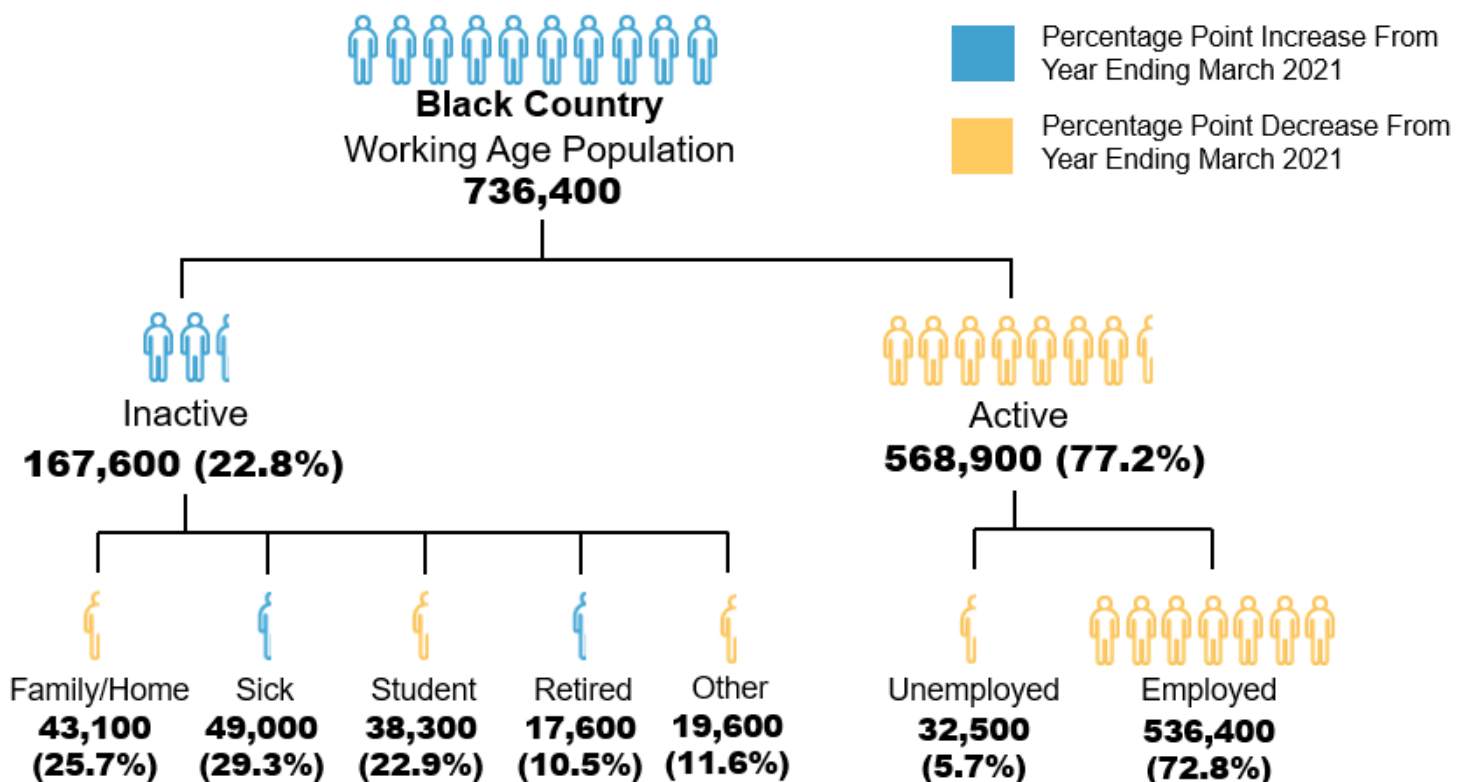 Black Country
Working Age Population
736,400
Percentage Point Increase From
Year Ending March 2021
Percentage Point Decrease From
Year Ending March 2021
Inactive
167,600 (22.8%)
Active
568,900 (77.2%)
Family/Home
43,100
(25.7%)
Sick
49,000
(29.3%)
Student
38,300
(22.9%)
Retired
17,600
(10.5%)
Other
19,600
(11.6%)
Unemployed
32,500
(5.7%)
Employed
536,400
(72.8%)